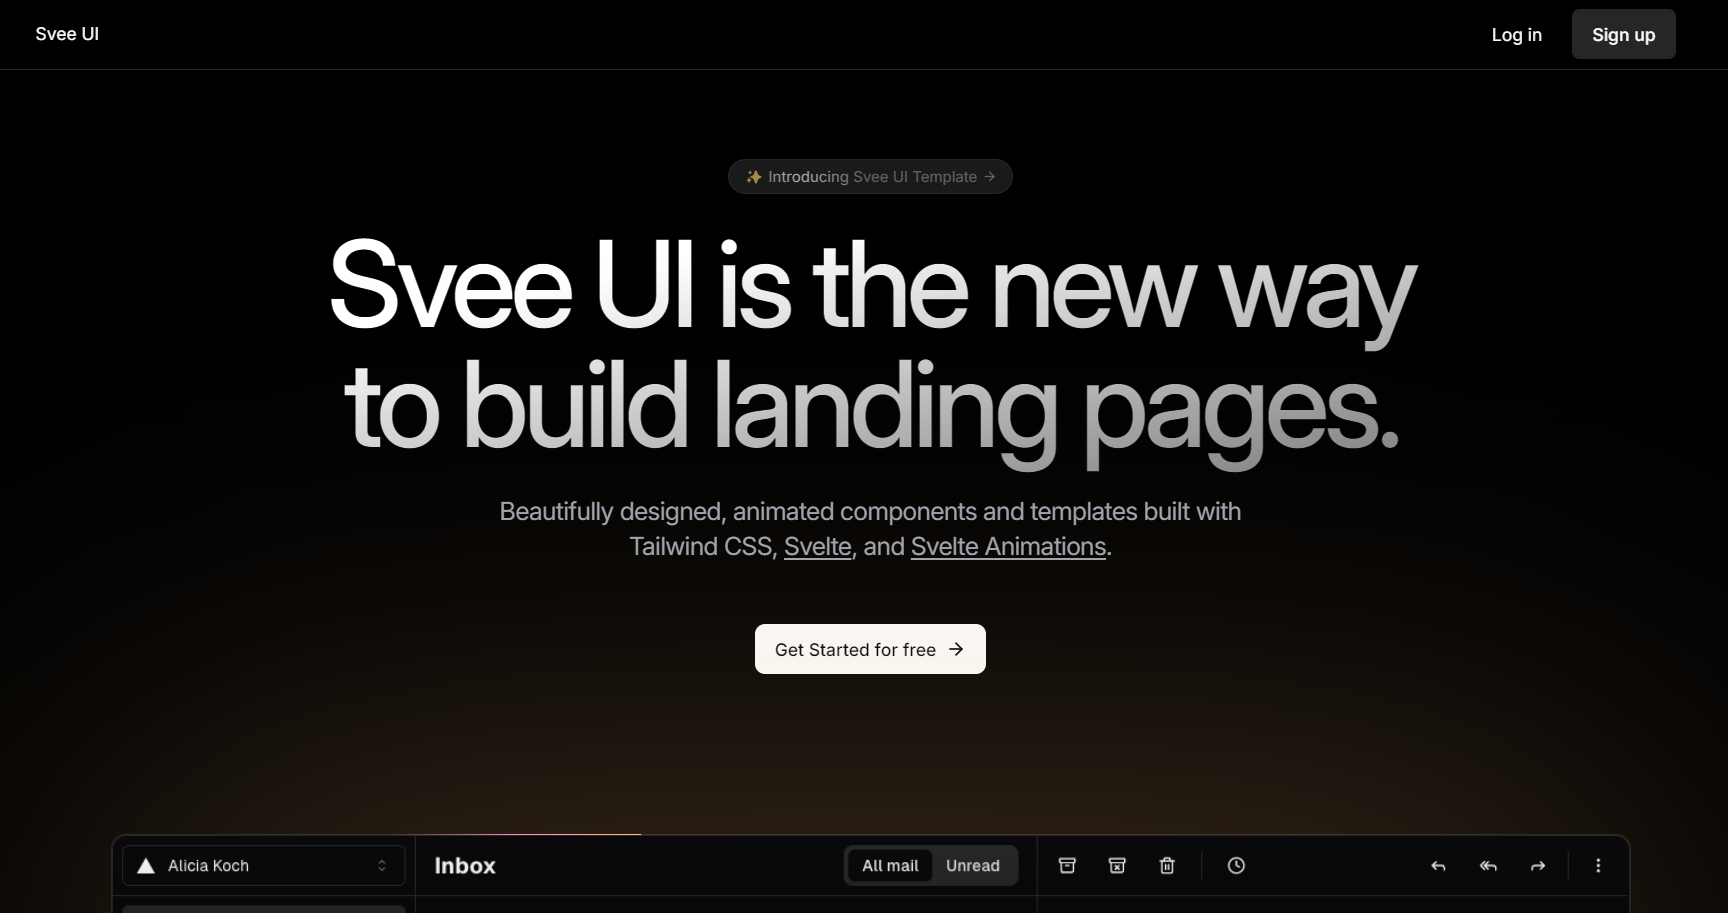 Svee UI
Log in
Sign up
✨ Introducing Svee UI Template →
Svee UI is the new way
to build landing pages.
Beautifully designed, animated components and templates built with
Tailwind CSS, Svelte, and Svelte Animations.
Get Started for free →
Alicia Koch
Inbox
All mail
Unread